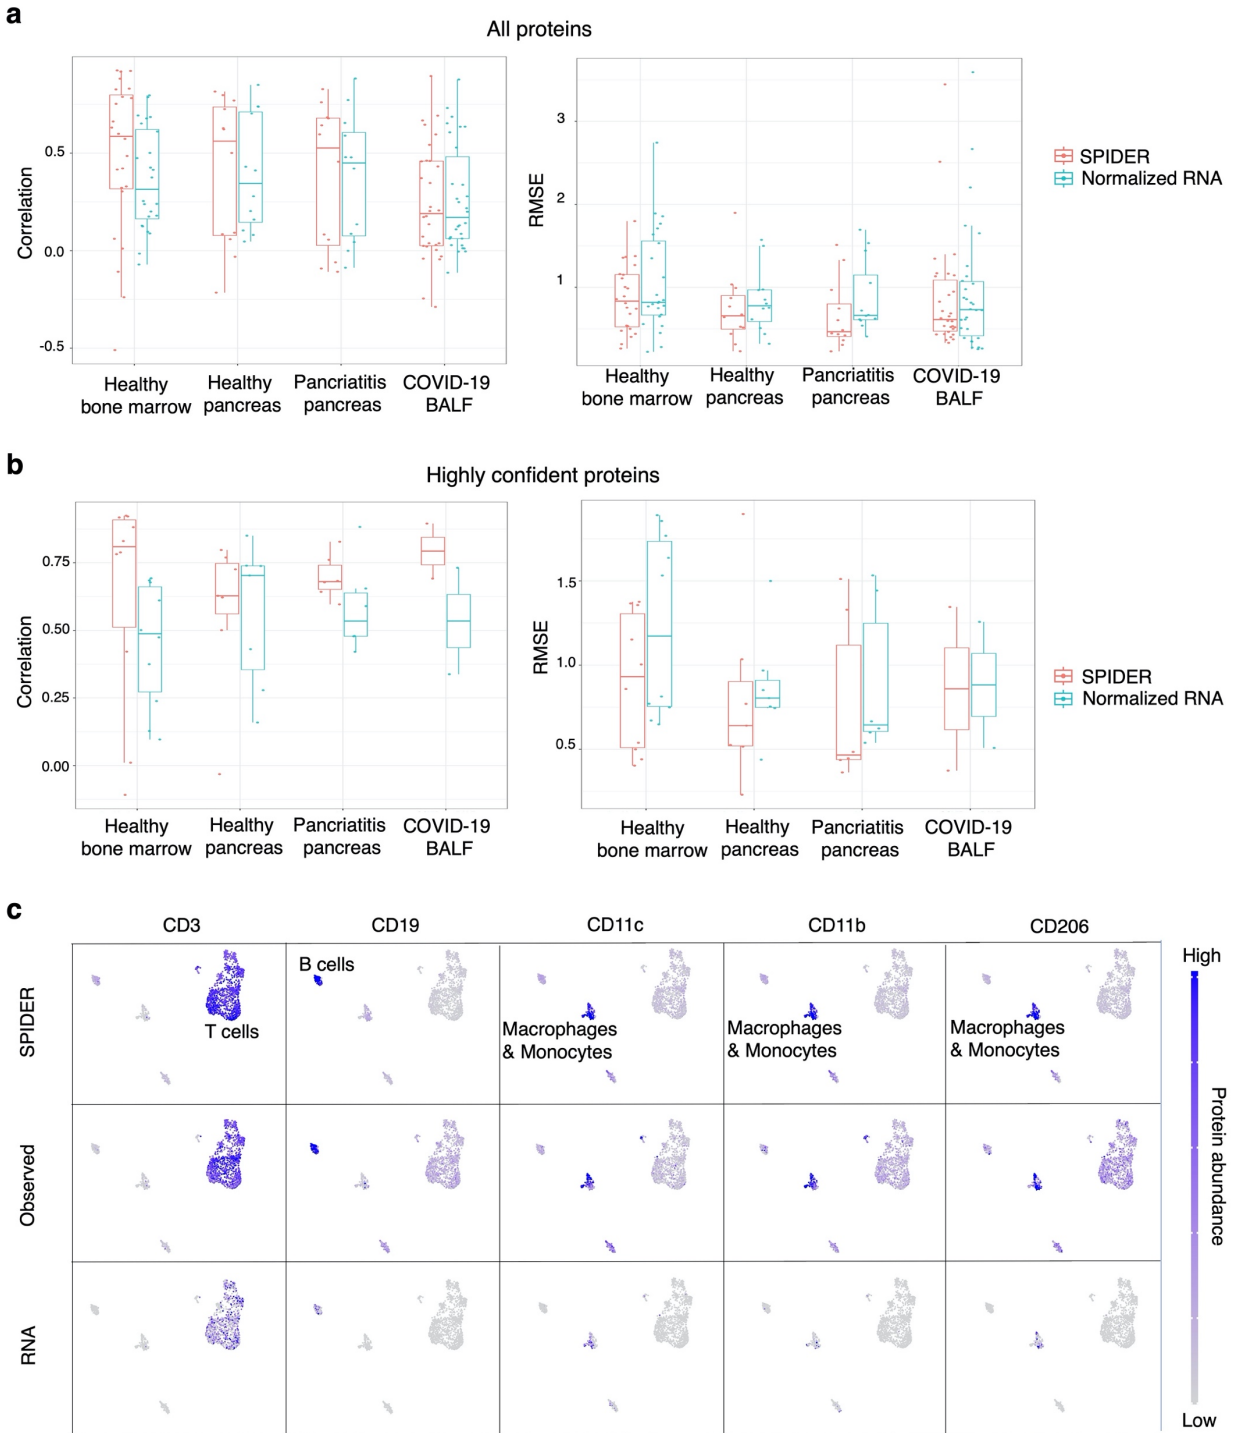 a
All proteins
Correlation
0.5
0.0
-0.5
Healthy
bone marrow
Healthy
pancreas
Pancriatitis
pancreas
COVID-19
BALF
RMSE
3
2
1
Healthy
bone marrow
Healthy
pancreas
Pancriatitis
pancreas
COVID-19
BALF
SPIDER
Normalized RNA
b
Highly confident proteins
Correlation
0.75
0.50
0.25
0.00
Healthy
bone marrow
Healthy
pancreas
Pancriatitis
pancreas
COVID-19
BALF
RMSE
1.5
1.0
0.5
Healthy
bone marrow
Healthy
pancreas
Pancriatitis
pancreas
COVID-19
BALF
SPIDER
Normalized RNA
c
CD3
CD19
CD11c
CD11b
CD206
SPIDER
T cells
B cells
Macrophages
& Monocytes
Macrophages
& Monocytes
Macrophages
& Monocytes
Observed
RNA
High
Protein abundance
Low